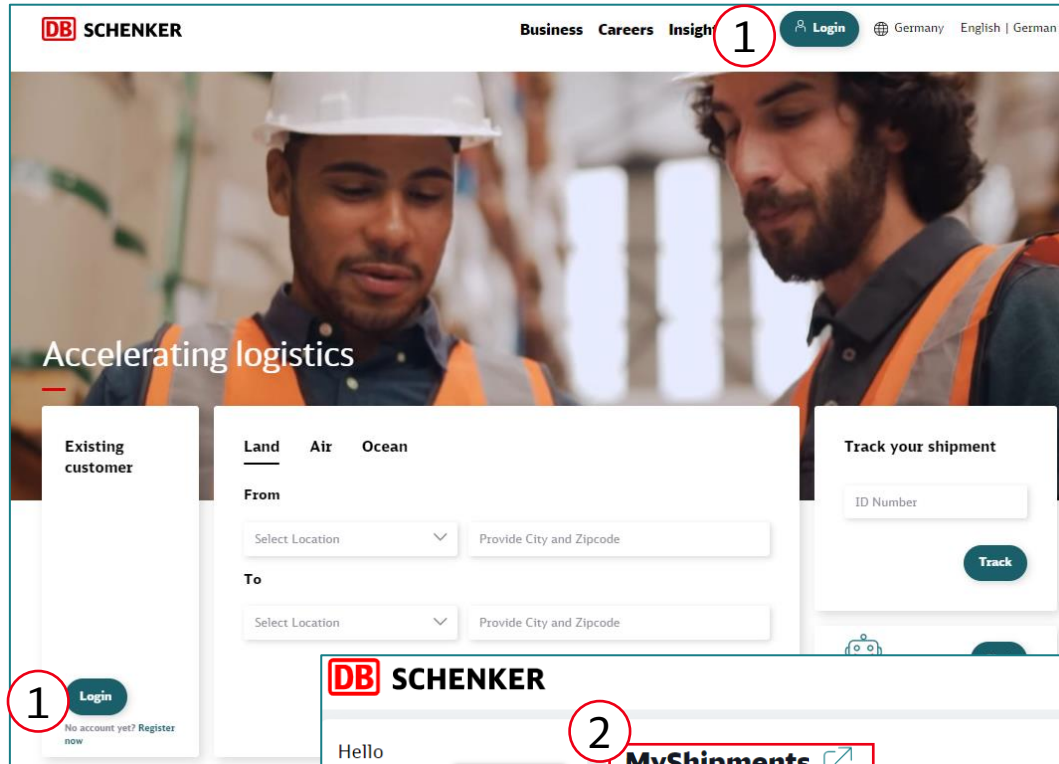 DB SCHENKER
Business Careers Insight
1
Login
Germany
English | German
Accelerating logistics
Existing
customer
Login
1
No account yet? Register
now
Land Air Ocean
From
Select Location
Provide City and Zipcode
To
Select Location
Provide City and Zipcode
Track your shipment
ID Number
Track
DB SCHENKER
Hello
2
MyShipments